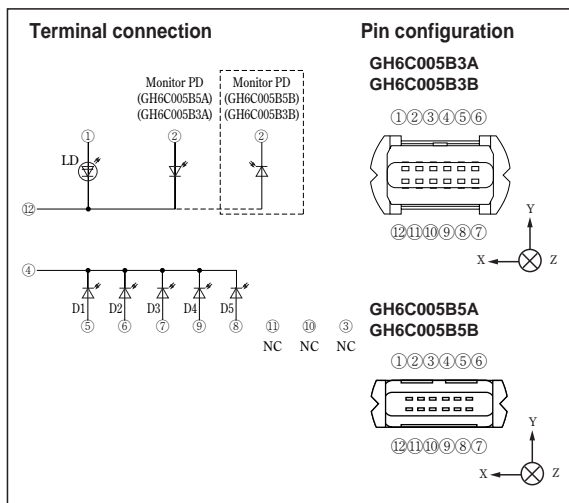 Terminal connection
Pin configuration
Monitor PD
(GH6C005B5A)
(GH6C005B3A)
Monitor PD
(GH6C005B5B)
(GH6C005B3B)
① ② ②
LD
⑫
④
D1 D2 D3 D4 D5
⑤ ⑥ ⑦ ⑨ ⑧ ⑪ ⑩ ③
NC NC NC
GH6C005B3A
GH6C005B3B
①②③④⑤⑥
⑫⑪⑩⑨⑧⑦
Y
X Z
GH6C005B5A
GH6C005B5B
①②③④⑤⑥
⑫⑪⑩⑨⑧⑦
Y
X Z